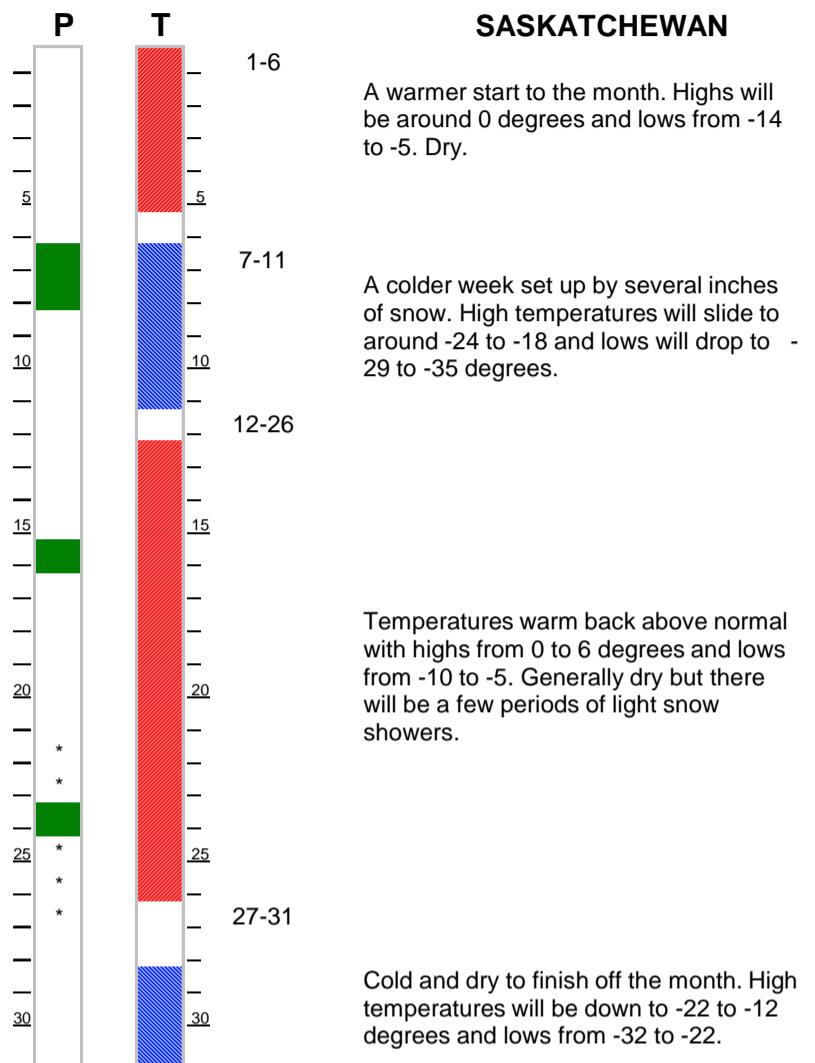 P T SASKATCHEWAN
1-6
A warmer start to the month. Highs will
be around 0 degrees and lows from -14
to -5. Dry.
5 5
7-11
A colder week set up by several inches
of snow. High temperatures will slide to
around -24 to -18 and lows will drop to -
29 to -35 degrees.
10 10
12-26
15 15
Temperatures warm back above normal
with highs from 0 to 6 degrees and lows
from -10 to -5. Generally dry but there
will be a few periods of light snow
showers.
20 20
*
*
25 25
*
*
*
27-31
Cold and dry to finish off the month. High
temperatures will be down to -22 to -12
degrees and lows from -32 to -22.
30 30